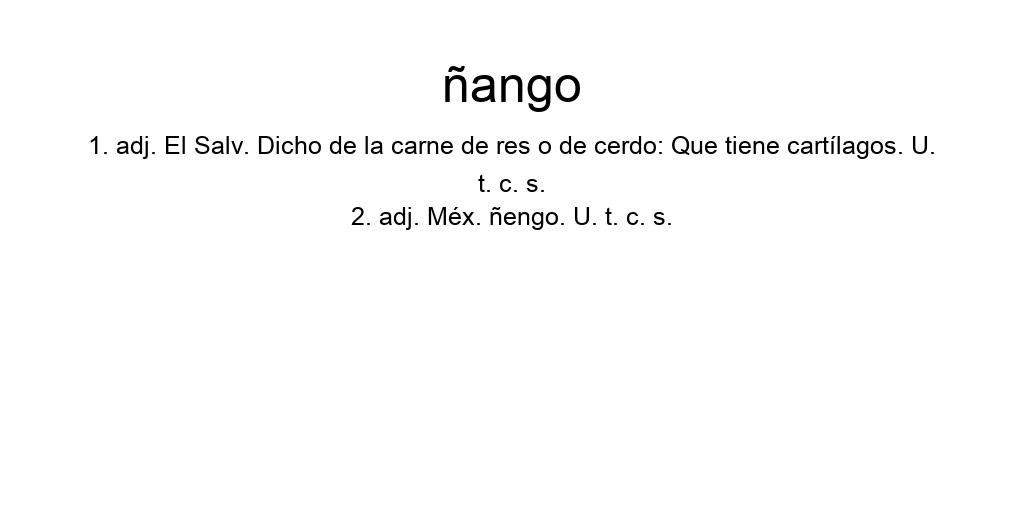 ñango
1. adj. El Salv. Dicho de la carne de res o de cerdo: Que tiene cartílagos. U.
t. c. s.
2. adj. Méx. ñengo. U. t. c. s.